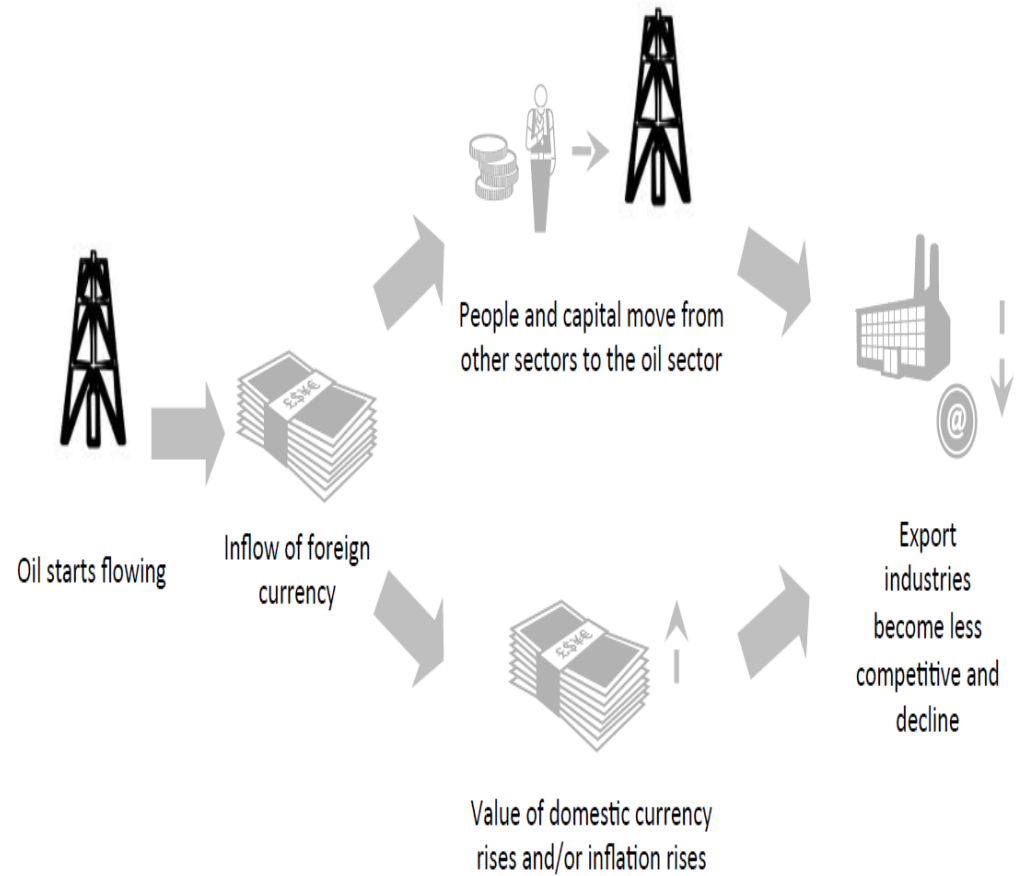 People and capital move from
other sectors to the oil sector
Oil starts flowing
£$¥€
Inflow of foreign
currency
£$¥€
Value of domestic currency
rises and/or inflation rises
@
Export
industries
become less
competitive and
decline